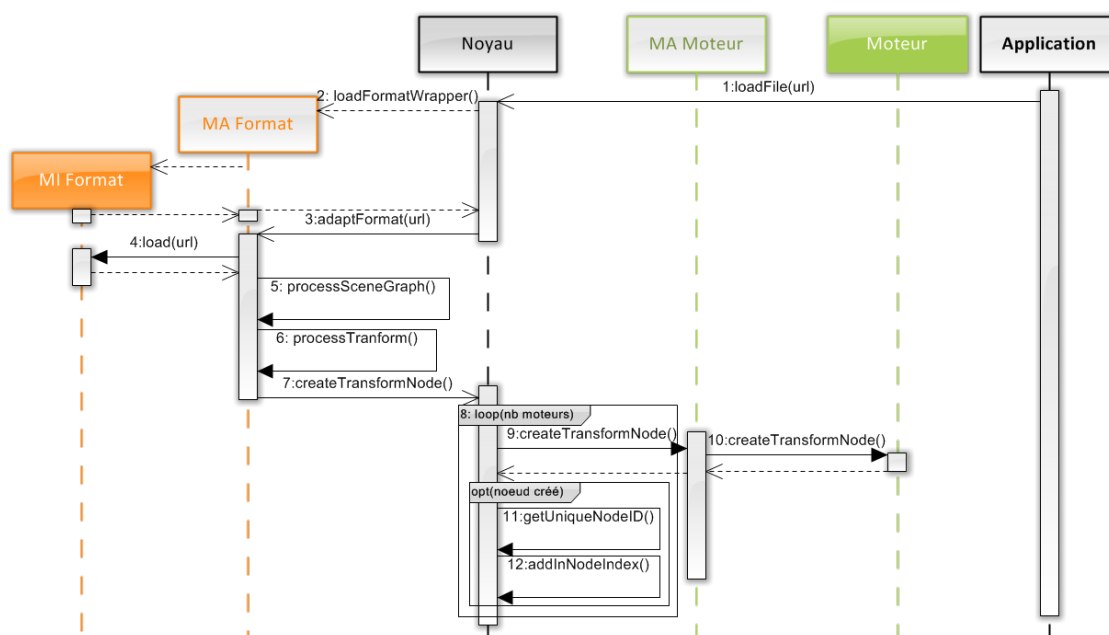 Noyau
MA Moteur
Moteur
Application
1:loadFile(url)
2: loadFormatWrapper()
MA Format
MI Format
3:adaptFormat(url)
4:load(url)
5: processSceneGraph()
6: processTranform()
7:createTransformNode()
8: loop(nb moteurs)
9:createTransformNode()
10:createTransformNode()
opt(noeud créé)
11:getUniqueNodeID()
12:addInNodeIndex()